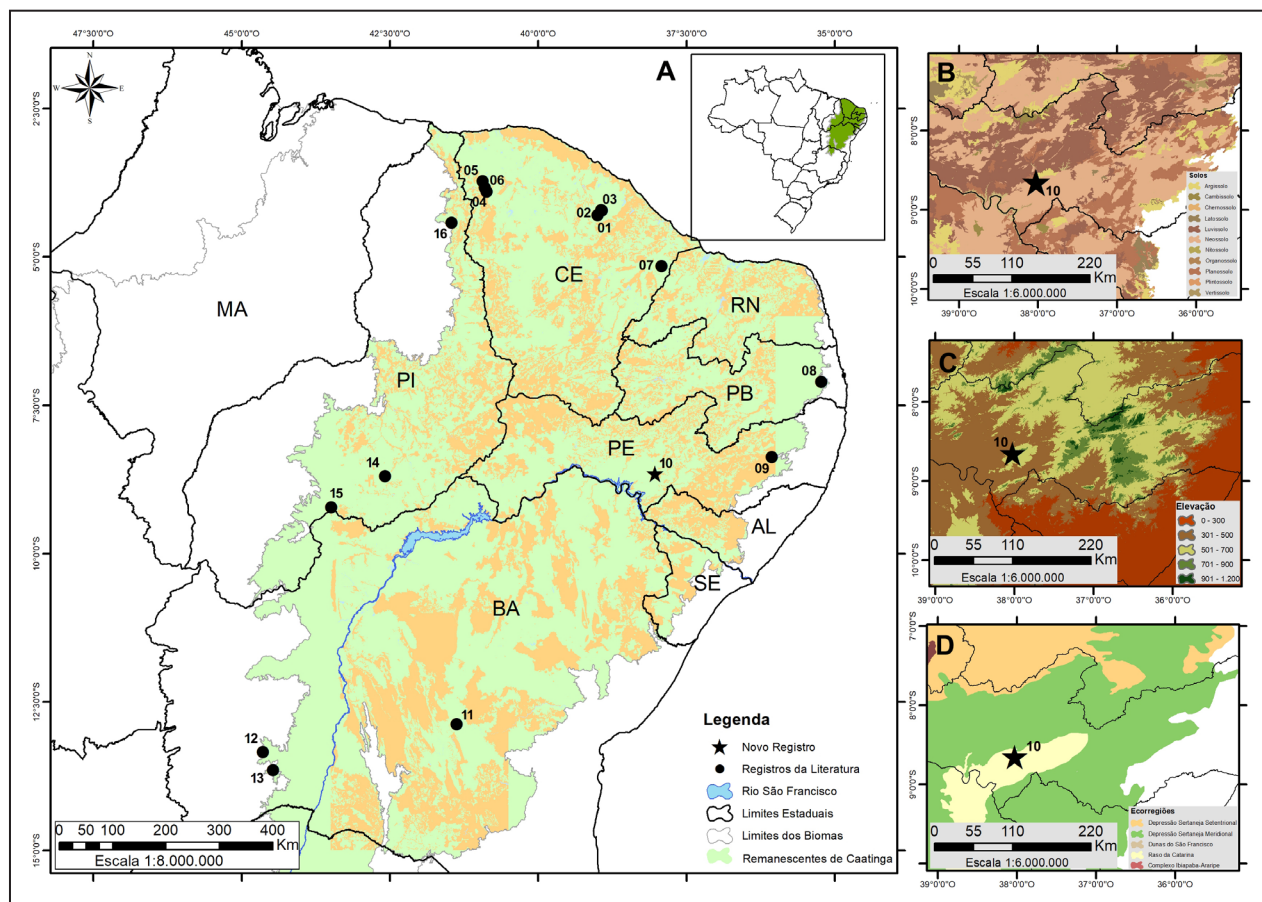 47°30'0"O
45°0'0"O
42°30'0"O
40°0'0"O
37°30'0"O
35°0'0"O
2°30'0"S
5°0'0"S
7°30'0"S
10°0'0"S
12°30'0"S
15°0'0"S
N
W
E
S
A
MA
PI
CE
RN
PB
PE
AL
SE
BA
05
06
04
16
03
02
01
07
08
09
10
14
15
11
12
13
0 50 100 200 300 400
Km
Escala 1:8.000.000
Legenda
Novo Registro
Registros da Literatura
Rio São Francisco
Limites Estaduais
Limites dos Biomas
Remanescentes de Caatinga
B
10
8°0'0"S
9°0'0"S
10°0'0"S
Solos
Argissolo
Cambissolo
Chernossolo
Latossolo
Luvissolo
Neossolo
Nitossolo
Organossolo
Planossolo
Plintossolo
Vertissolo
0 55 110 220
Km
Escala 1:6.000.000
39°0'0"O
38°0'0"O
37°0'0"O
36°0'0"O
C
10
8°0'0"S
9°0'0"S
10°0'0"S
Elevação
0 - 300
301 - 500
501 - 700
701 - 900
901 - 1.200
0 55 110 220
Km
Escala 1:6.000.000
39°0'0"O
38°0'0"O
37°0'0"O
36°0'0"O
D
10
7°0'0"S
8°0'0"S
9°0'0"S
Ecorregiões
Depressão Sertaneja Setentrional
Depressão Sertaneja Meridional
Dunas do São Francisco
Raso da Catarina
Complexo Ibiapaba-Araripe
0 55 110 220
Km
Escala 1:6.000.000
39°0'0"O
38°0'0"O
37°0'0"O
36°0'0"O